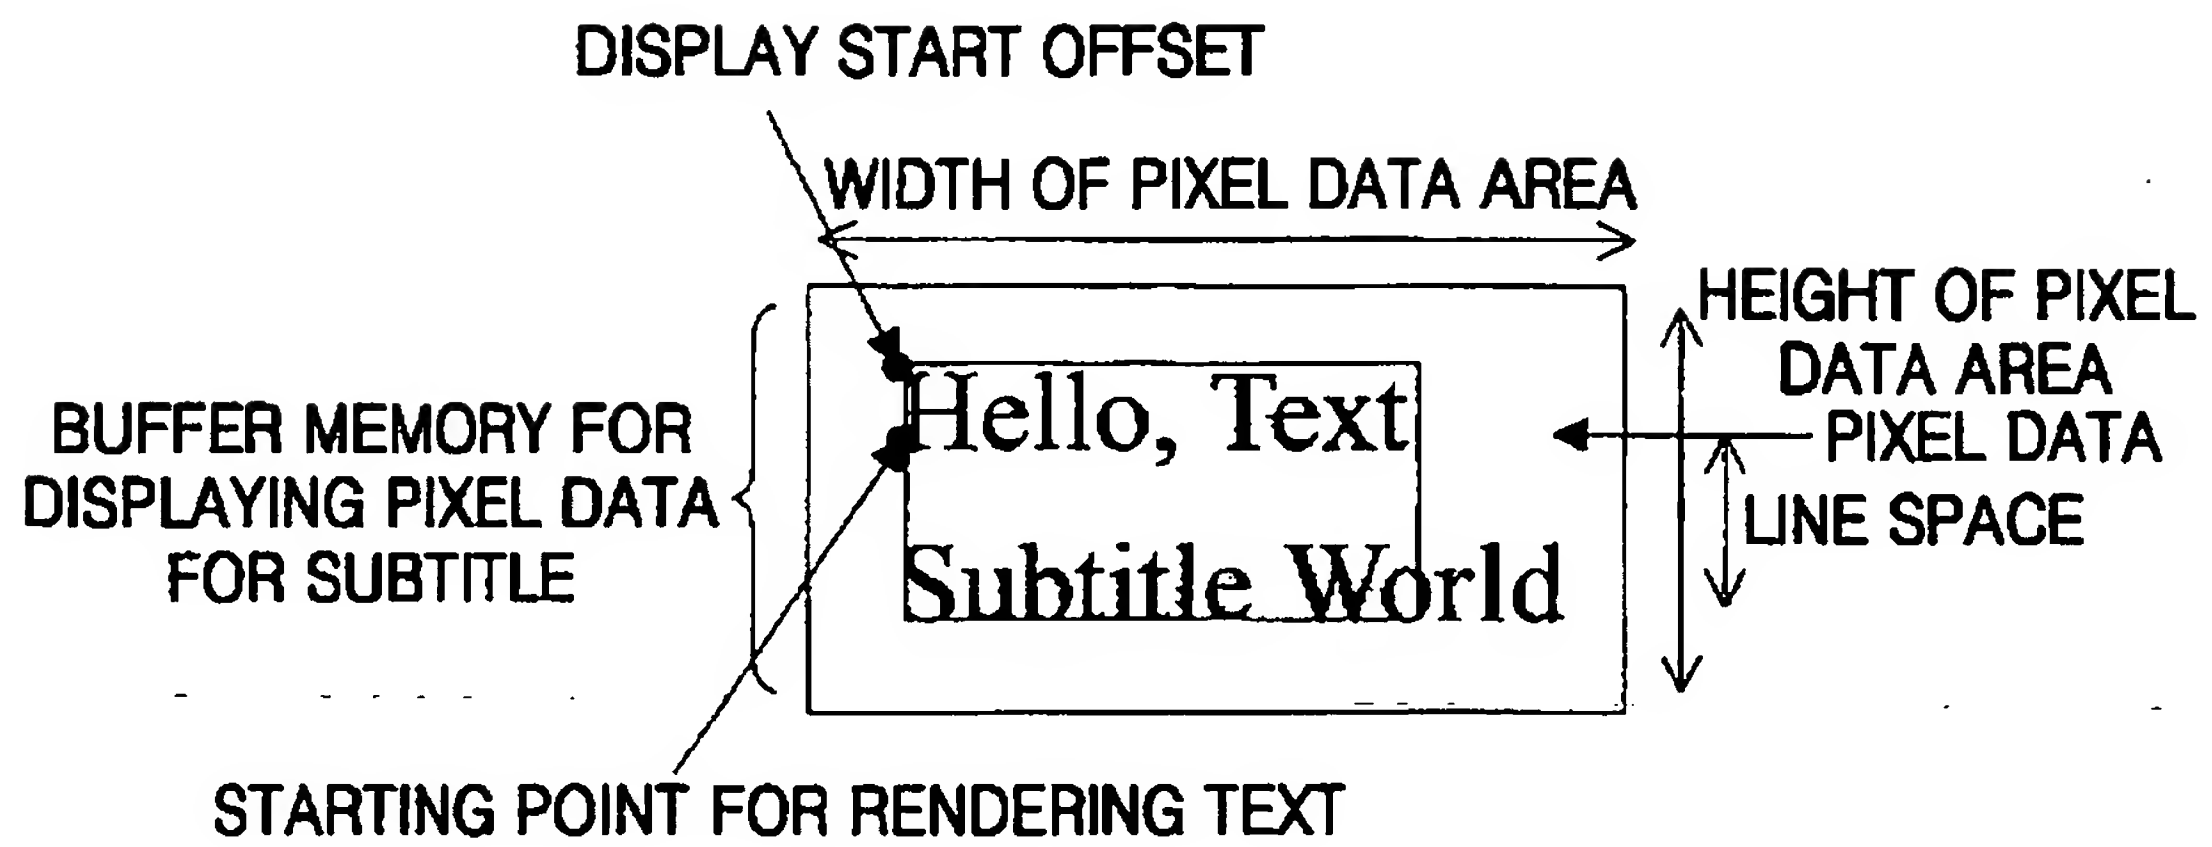 DISPLAY START OFFSET
WIDTH OF PIXEL DATA AREA
HEIGHT OF PIXEL
DATA AREA
PIXEL DATA
LINE SPACE
BUFFER MEMORY FOR
DISPLAYING PIXEL DATA
FOR SUBTITLE
Hello, Text
Subtitle World
STARTING POINT FOR RENDERING TEXT